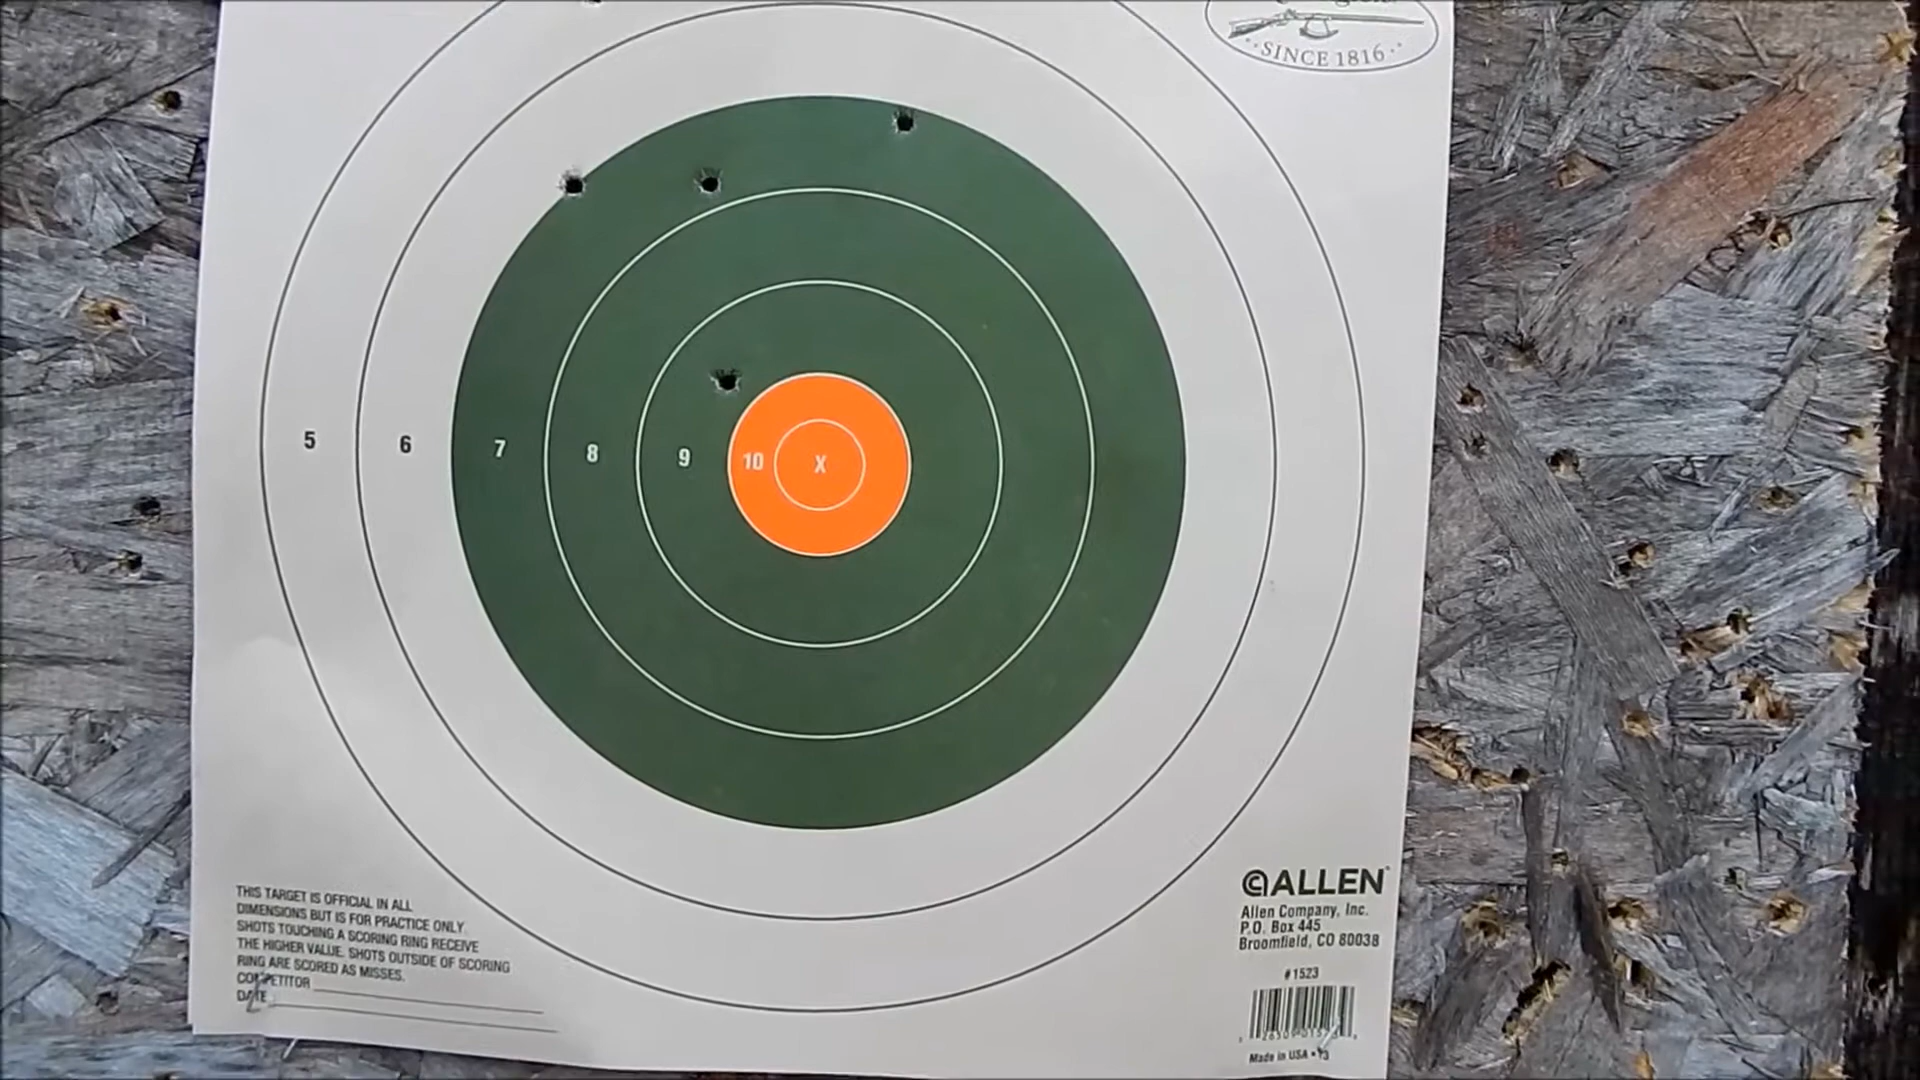 ·· SINCE 1816 ··
5 6 7 8 9 10 X
THIS TARGET IS OFFICIAL IN ALL
DIMENSIONS BUT IS FOR PRACTICE ONLY.
SHOTS TOUCHING A SCORING RING RECEIVE
THE HIGHER VALUE. SHOTS OUTSIDE OF SCORING
RING ARE SCORED AS MISSES.
COMPETITOR
DATE
ALLEN
Allen Company, Inc.
P.O. Box 445
Broomfield, CO 80038
#1523
Made in USA • 13